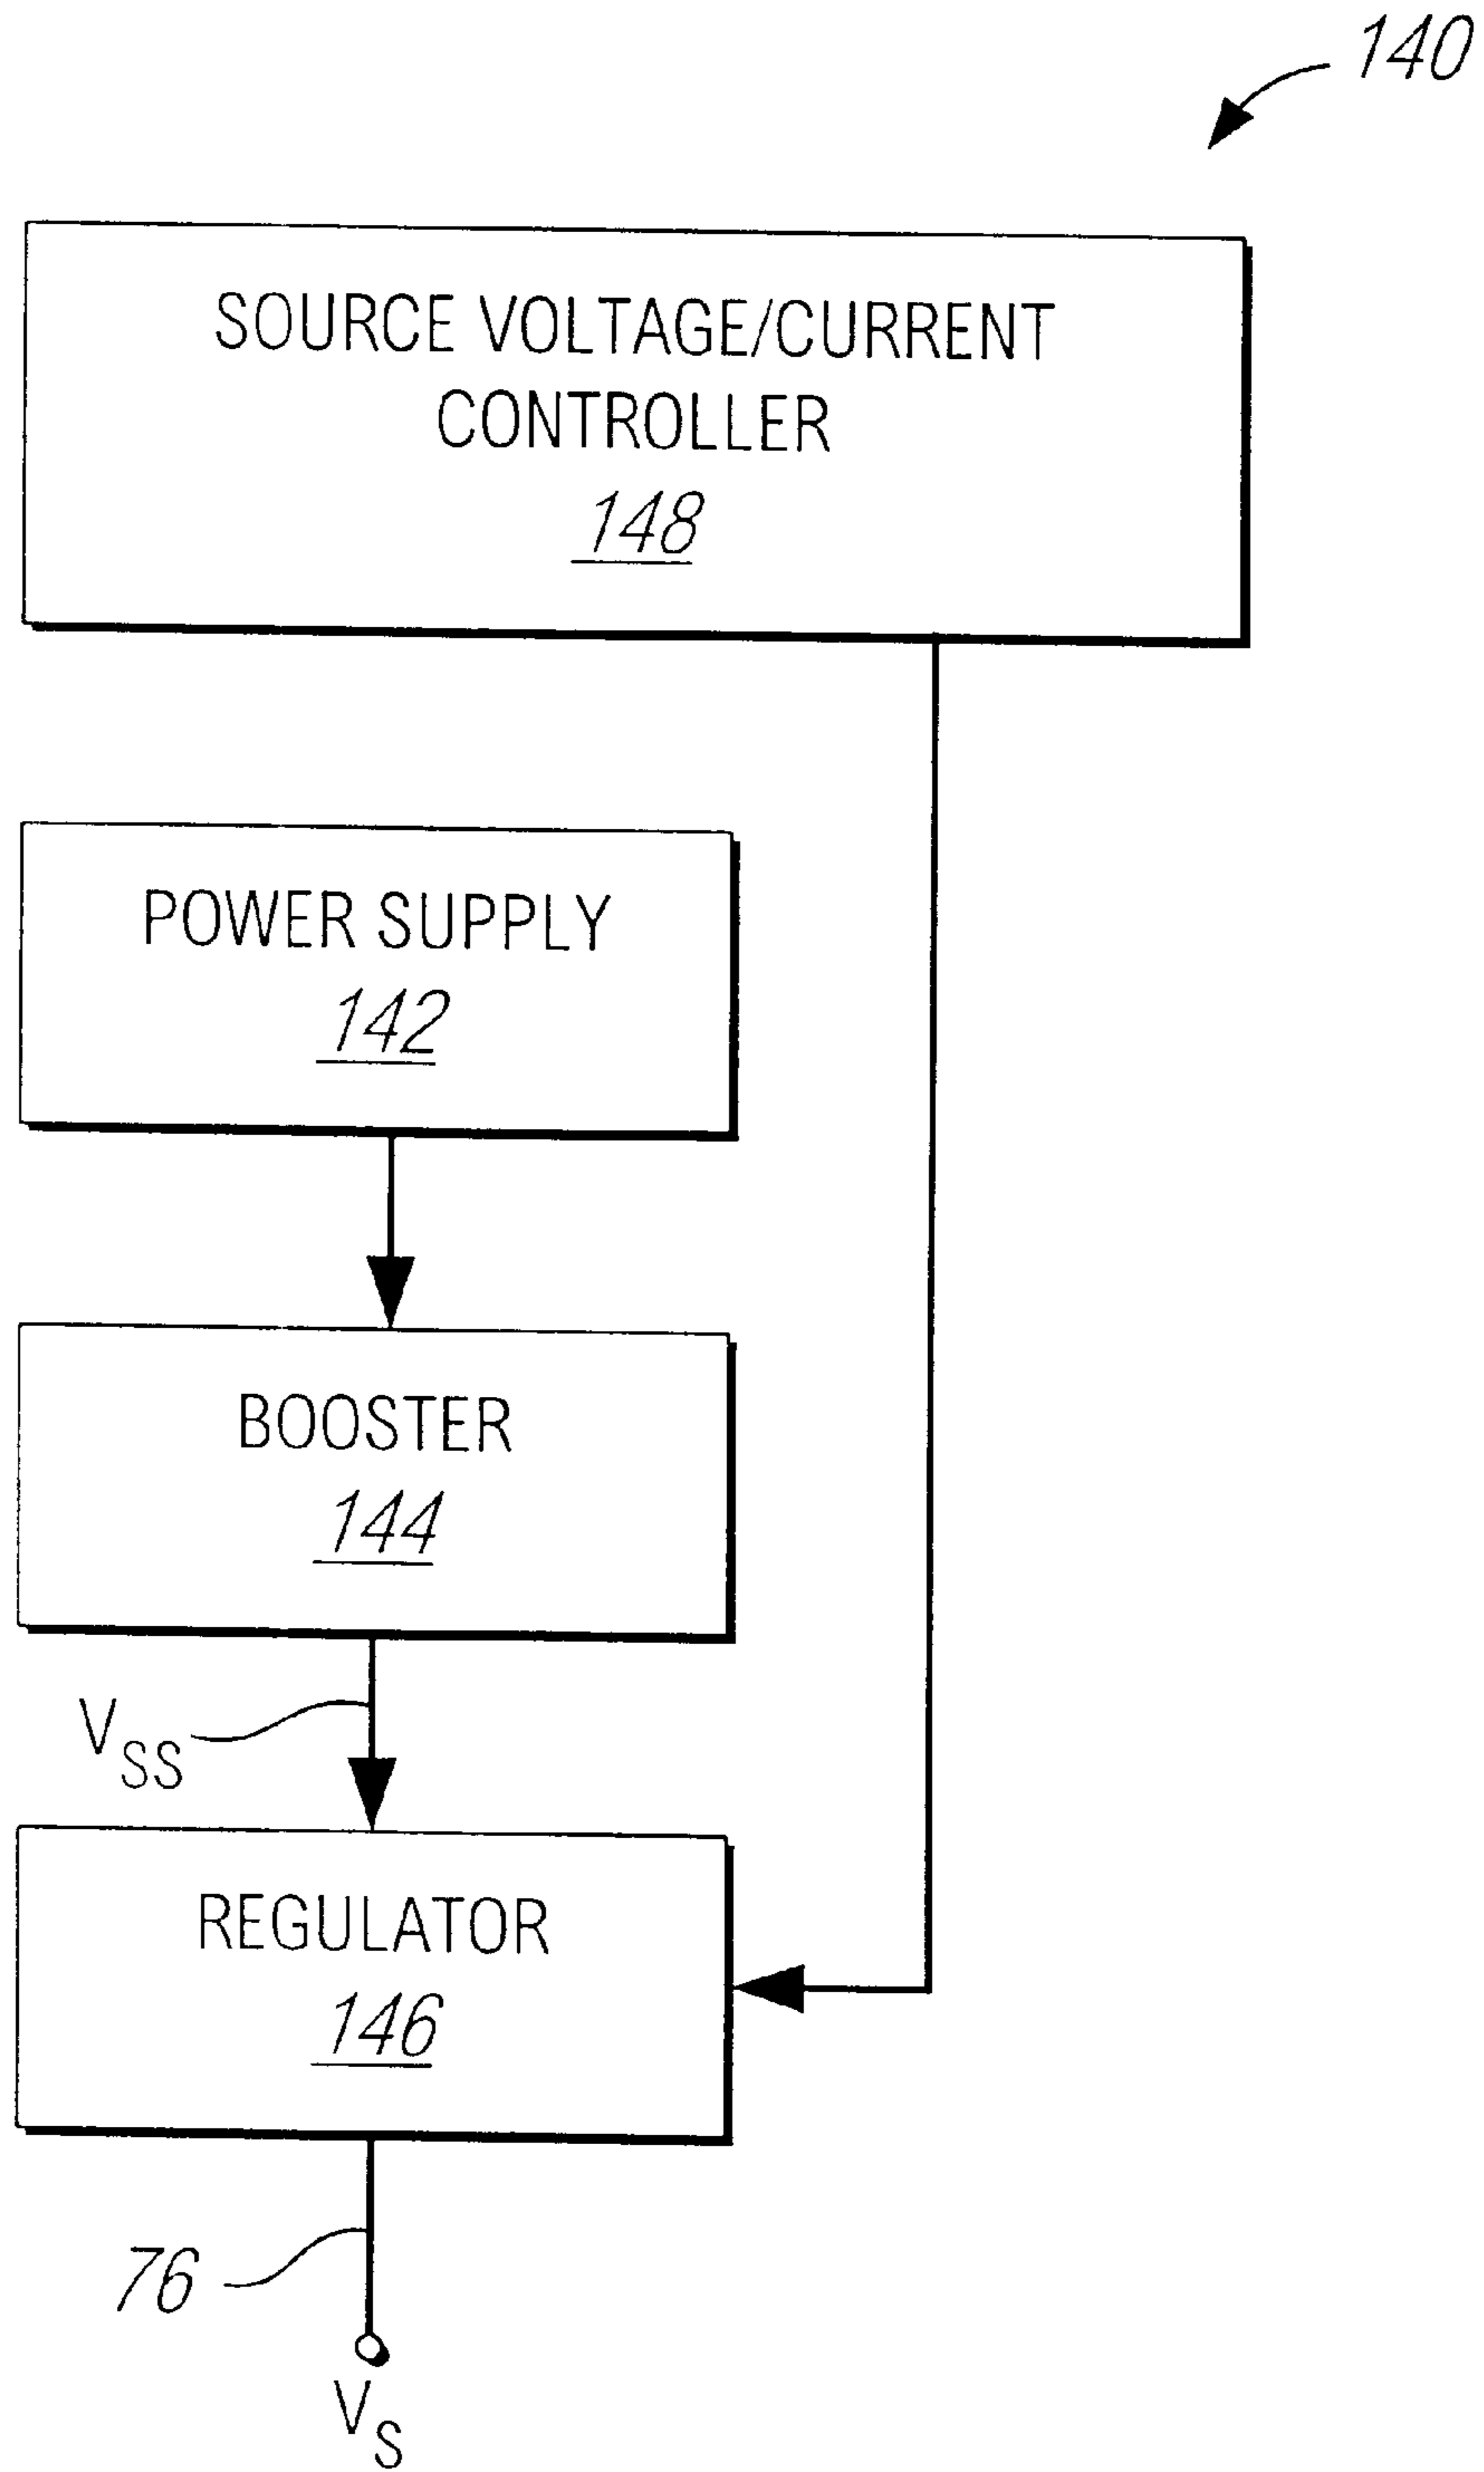 140
SOURCE VOLTAGE/CURRENT
CONTROLLER
148
POWER SUPPLY
142
BOOSTER
144
VSS
REGULATOR
146
76
VS